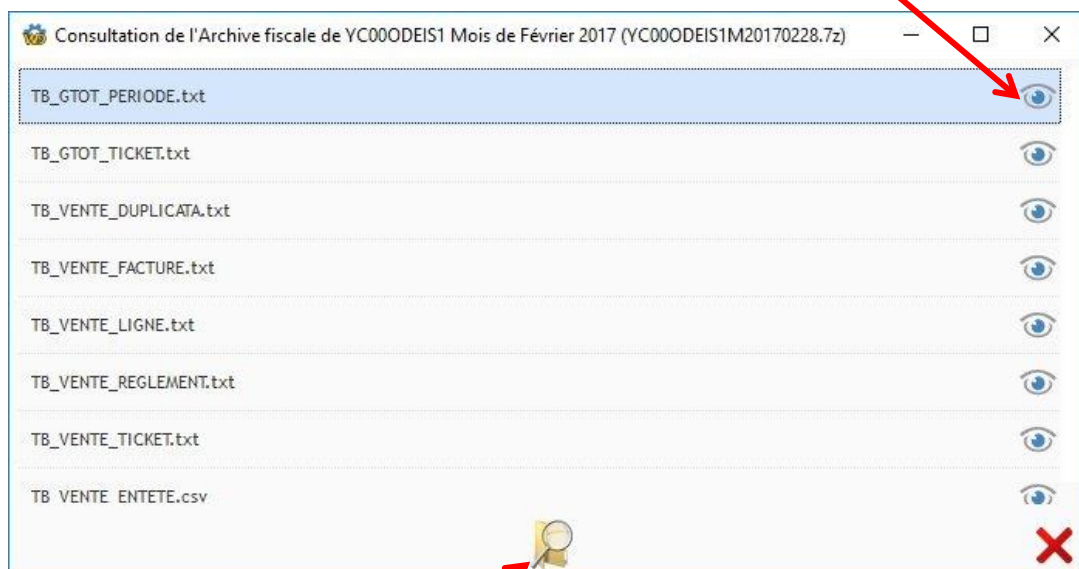 Consultation de l'Archive fiscale de YC00ODEIS1 Mois de Février 2017 (YC00ODEIS1M20170228.7z)
TB_GTOT_PERIODE.txt
TB_GTOT_TICKET.txt
TB_VENTE_DUPLICATA.txt
TB_VENTE_FACTURE.txt
TB_VENTE_LIGNE.txt
TB_VENTE_REGLEMENT.txt
TB_VENTE_TICKET.txt
TB_VENTE_ENTETE.csv